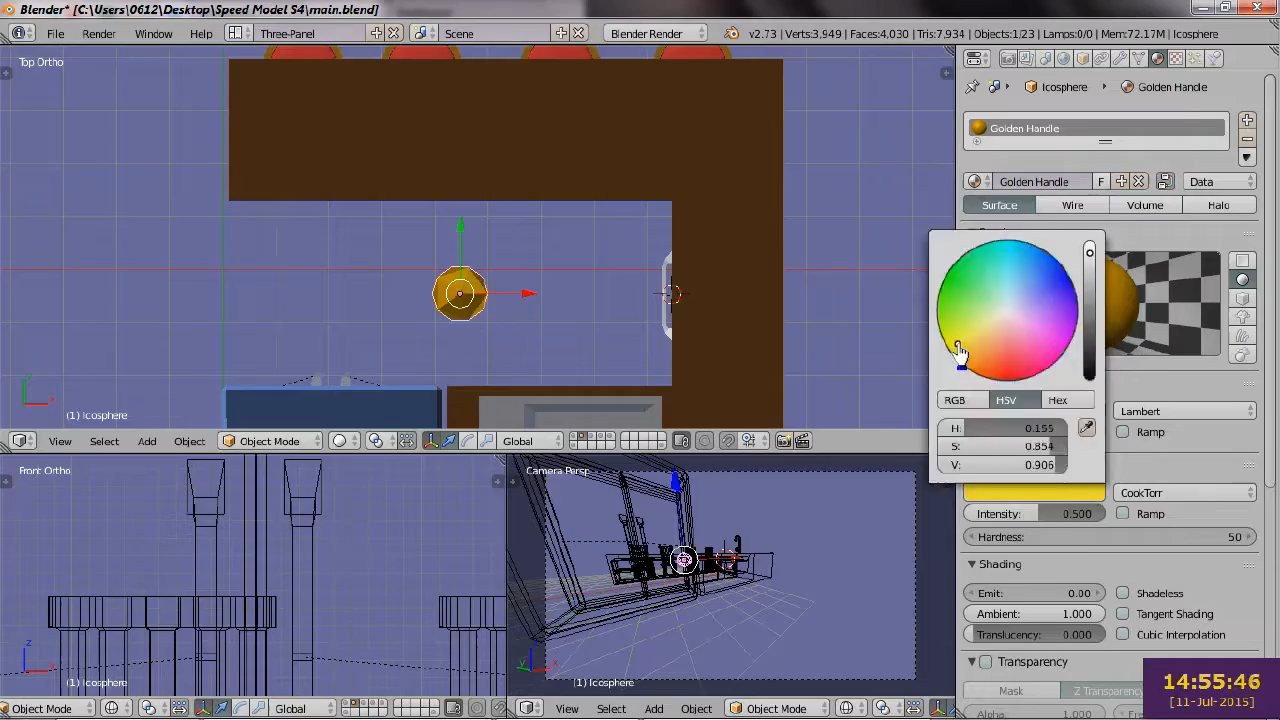 Blender* [C:\Users\0612\Desktop\Speed Model S4\main.blend]
File Render Window Help Three-Panel Scene Blender Render v2.73 | Verts:3,949 | Faces:4,030 | Tris:7,934 | Objects:1/23 | Lamps:0/0 | Mem:72.17M | Icosphere
Top Ortho
Icosphere Golden Handle
Golden Handle
Golden Handle F Data
Surface Wire Volume Halo
Lambert
Ramp
RGB HSV Hex
H: 0.155
S: 0.854
V: 0.906
(1) Icosphere
View Select Add Object Object Mode Global
Front Ortho
Camera Persp
CookTorr
Intensity: 0.500 Ramp
Hardness: 50
Shading
Emit: 0.00 Shadeless
Ambient: 1.000 Tangent Shading
Translucency: 0.000 Cubic Interpolation
Transparency
Mask Z Transparency
Alpha:
(1) Icosphere
(1) Icosphere
Object Mode Global
View Select Add Object Object Mode Global
14:55:46
[11-Jul-2015]